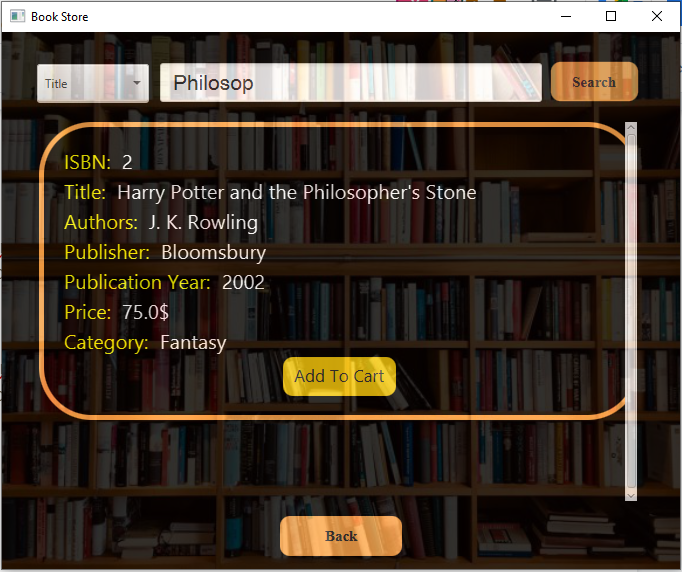 Book Store
Title Philosop Search
ISBN: 2
Title: Harry Potter and the Philosopher's Stone
Authors: J. K. Rowling
Publisher: Bloomsbury
Publication Year: 2002
Price: 75.0$
Category: Fantasy
Add To Cart
Back